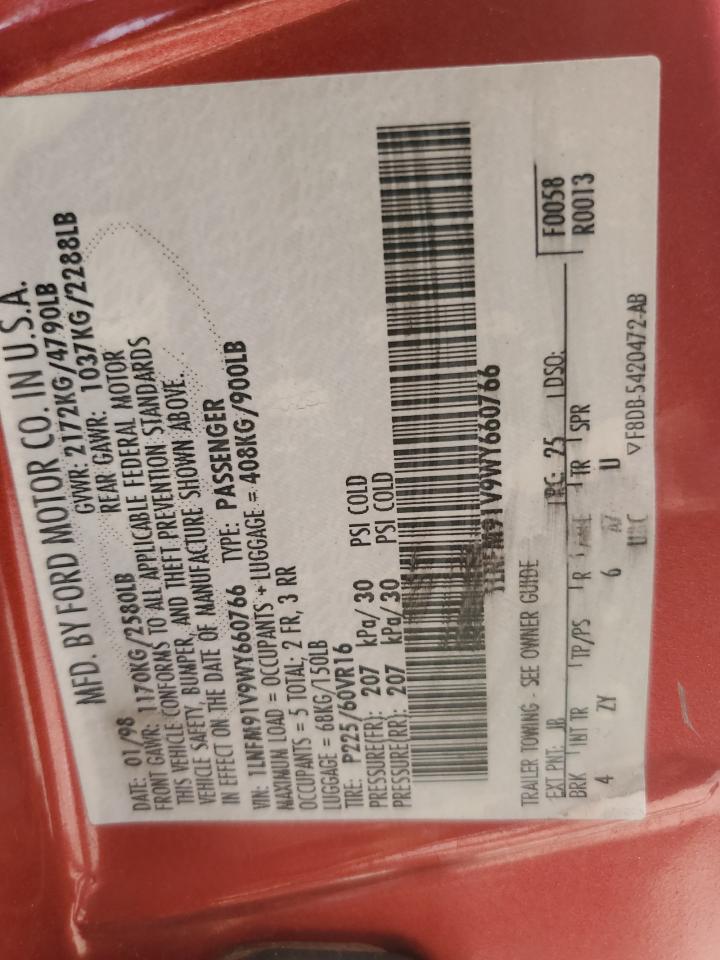 MFD. BY FORD MOTOR CO. IN U.S.A.
DATE: 01/98 GVWR: 2172KG/4790LB
FRONT GAWR: 1170KG/2580LB REAR GAWR: 1037KG/2288LB
THIS VEHICLE CONFORMS TO ALL APPLICABLE FEDERAL MOTOR
VEHICLE SAFETY, BUMPER, AND THEFT PREVENTION STANDARDS
IN EFFECT ON THE DATE OF MANUFACTURE SHOWN ABOVE.
VIN: 1LNFM91V9WY660766 TYPE: PASSENGER
MAXIMUM LOAD = OCCUPANTS + LUGGAGE = 408KG/900LB
OCCUPANTS = 5 TOTAL: 2 FR, 3 RR
LUGGAGE = 68KG/150LB
TIRE: P225/60VR16
PRESSURE(FR): 207 kPa/ 30 PSI COLD
PRESSURE(RR): 207 kPa/ 30 PSI COLD
1LNFM91V9WY660766
TRAILER TOWING - SEE OWNER GUIDE
EXT PNT: JB RC: 25 DSO: F0058
BRK INT TR TP/PS R AXLE TR SPR R0013
4 ZY 6 U
▽F8DB-5420472-AB